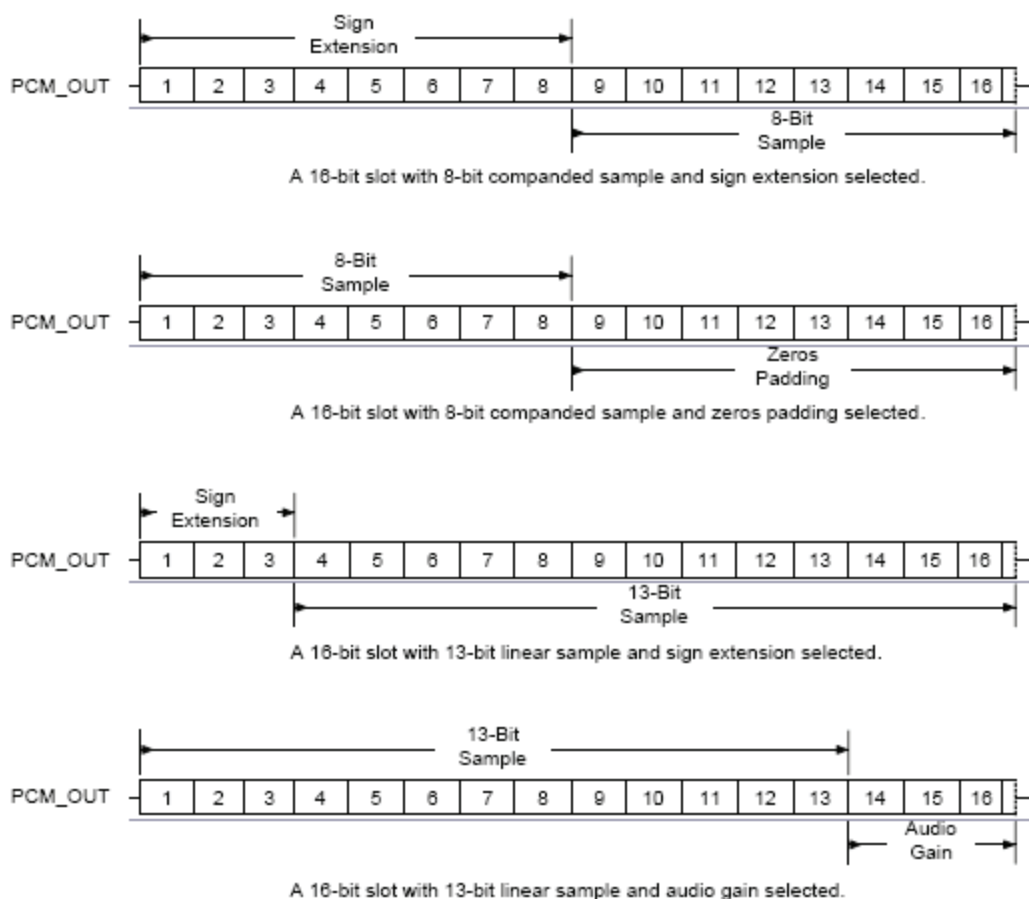 Sign
Extension
PCM_OUT 1 2 3 4 5 6 7 8 9 10 11 12 13 14 15 16
8-Bit
Sample
A 16-bit slot with 8-bit companded sample and sign extension selected.
8-Bit
Sample
PCM_OUT 1 2 3 4 5 6 7 8 9 10 11 12 13 14 15 16
Zeros
Padding
A 16-bit slot with 8-bit companded sample and zeros padding selected.
Sign
Extension
PCM_OUT 1 2 3 4 5 6 7 8 9 10 11 12 13 14 15 16
13-Bit
Sample
A 16-bit slot with 13-bit linear sample and sign extension selected.
13-Bit
Sample
PCM_OUT 1 2 3 4 5 6 7 8 9 10 11 12 13 14 15 16
Audio
Gain
A 16-bit slot with 13-bit linear sample and audio gain selected.